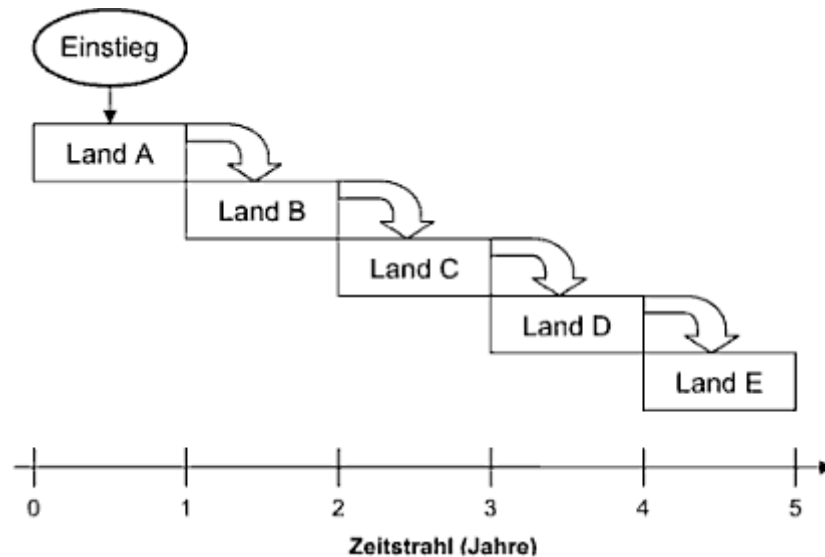 Einstieg
Land A
Land B
Land C
Land D
Land E
0 1 2 3 4 5
Zeitstrahl (Jahre)